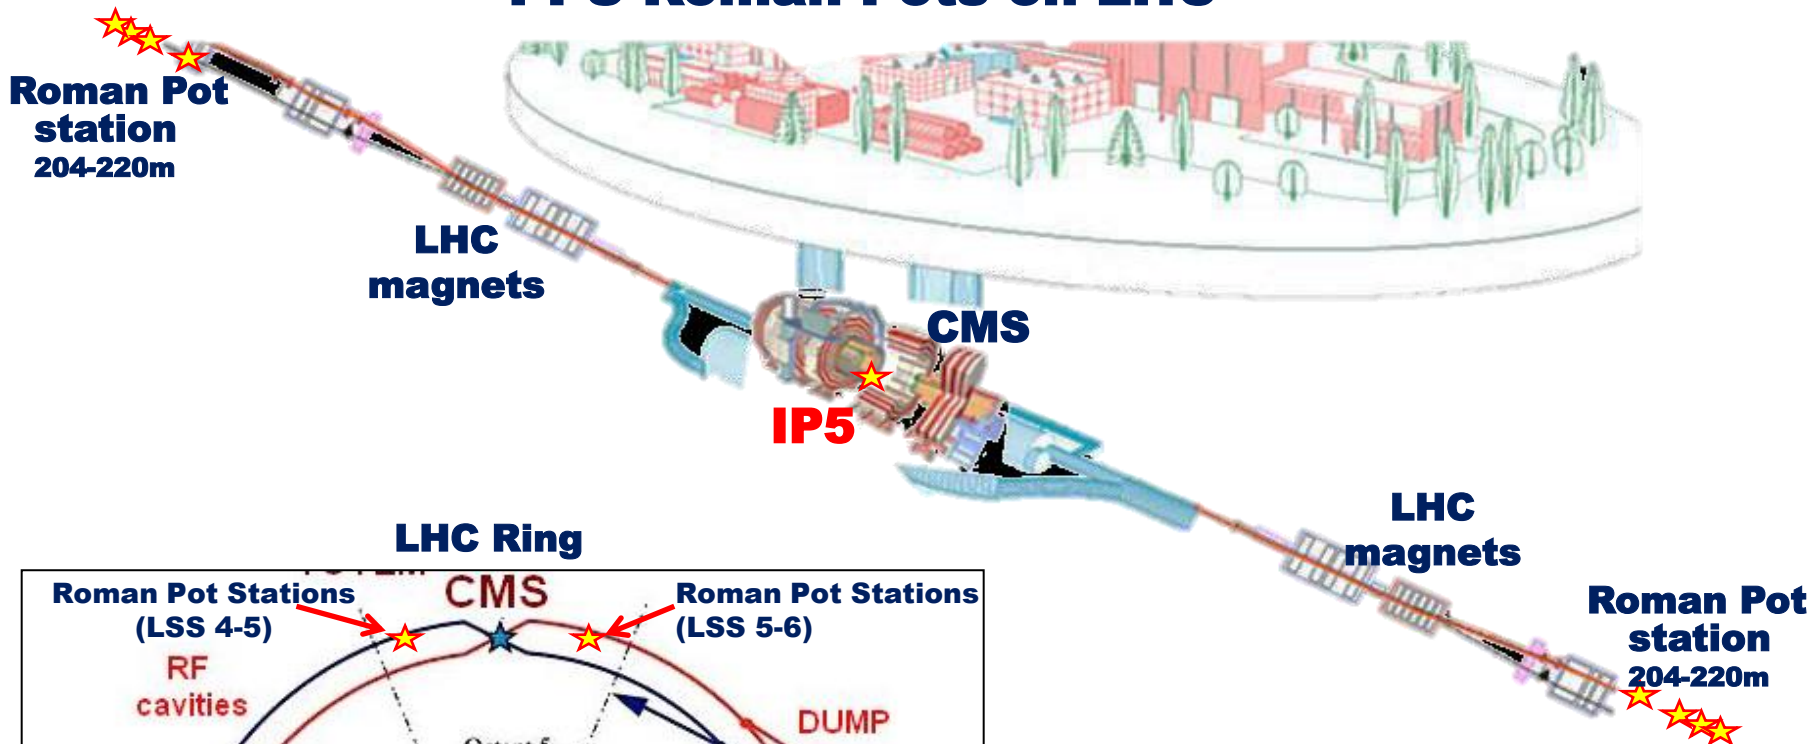 Roman Pot
station
204-220m
LHC
magnets
CMS
IP5
LHC
magnets
Roman Pot
station
204-220m
LHC Ring
Roman Pot Stations
(LSS 4-5)
CMS
Roman Pot Stations
(LSS 5-6)
RF
cavities
DUMP